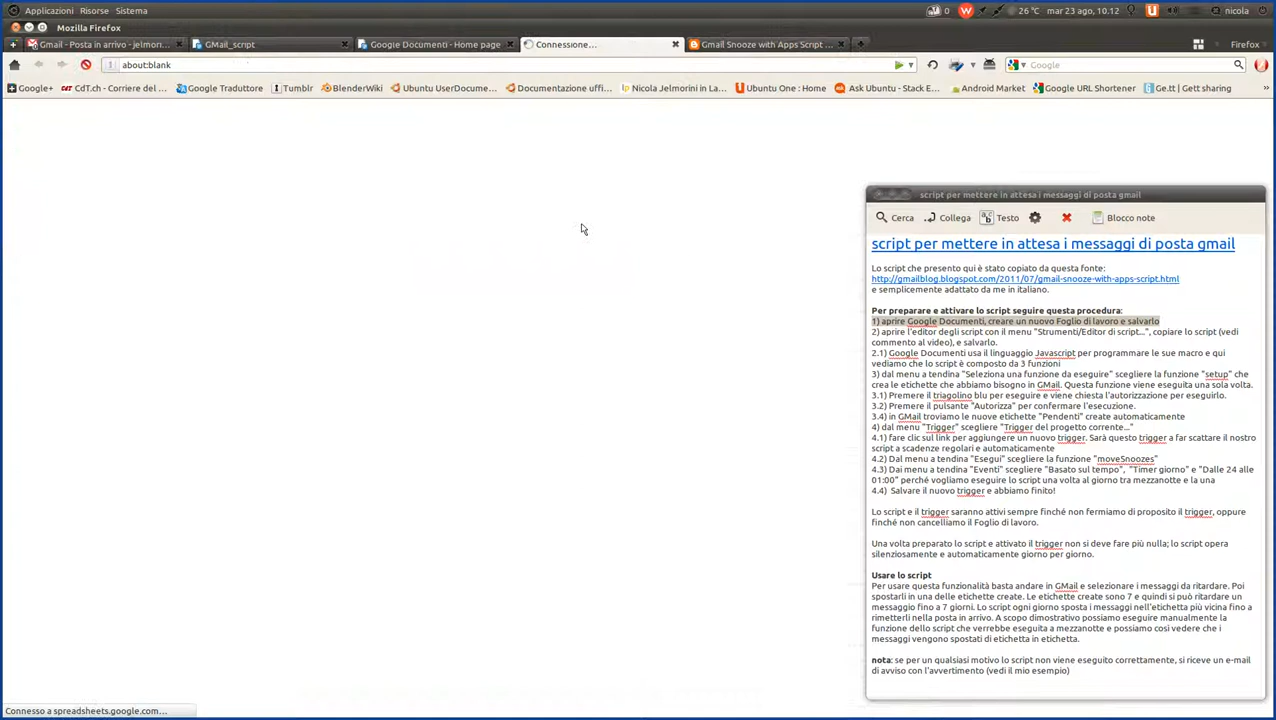 Applicazioni Risorse Sistema
0 26 °C mar 23 ago, 10.12 nicola
Mozilla Firefox
Gmail - Posta in arrivo - jelmori... GMail_script Google Documenti - Home page Connessione... Gmail Snooze with Apps Script ... Firefox
about:blank Google
Google+ CdT.ch - Corriere del ... Google Traduttore Tumblr BlenderWiki Ubuntu UserDocume... Documentazione uffi... Nicola Jelmorini in La... Ubuntu One : Home Ask Ubuntu - Stack E... Android Market Google URL Shortener Ge.tt | Gett sharing
script per mettere in attesa i messaggi di posta gmail
Cerca Collega Testo Blocco note
script per mettere in attesa i messaggi di posta gmail
Lo script che presento qui è stato copiato da questa fonte:
http://gmailblog.blogspot.com/2011/07/gmail-snooze-with-apps-script.html
e semplicemente adattato da me in italiano.
Per preparare e attivare lo script seguire questa procedura:
1) aprire Google Documenti, creare un nuovo Foglio di lavoro e salvarlo
2) aprire l'editor degli script con il menu "Strumenti/Editor di script...", copiare lo script (vedi
commento al video), e salvarlo.
2.1) Google Documenti usa il linguaggio Javascript per programmare le sue macro e qui
vediamo che lo script è composto da 3 funzioni
3) dal menu a tendina "Seleziona una funzione da eseguire" scegliere la funzione "setup" che
crea le etichette che abbiamo bisogno in GMail. Questa funzione viene eseguita una sola volta.
3.1) Premere il triagolino blu per eseguire e viene chiesta l'autorizzazione per eseguirlo.
3.2) Premere il pulsante "Autorizza" per confermare l'esecuzione.
3.4) in GMail troviamo le nuove etichette "Pendenti" create automaticamente
4) dal menu "Trigger" scegliere "Trigger del progetto corrente..."
4.1) fare clic sul link per aggiungere un nuovo trigger. Sarà questo trigger a far scattare il nostro
script a scadenze regolari e automaticamente
4.2) Dal menu a tendina "Esegui" scegliere la funzione "moveSnoozes"
4.3) Dai menu a tendina "Eventi" scegliere "Basato sul tempo", "Timer giorno" e "Dalle 24 alle
01:00" perché vogliamo eseguire lo script una volta al giorno tra mezzanotte e la una
4.4) Salvare il nuovo trigger e abbiamo finito!
Lo script e il trigger saranno attivi sempre finché non fermiamo di proposito il trigger, oppure
finché non cancelliamo il Foglio di lavoro.
Una volta preparato lo script e attivato il trigger non si deve fare più nulla; lo script opera
silenziosamente e automaticamente giorno per giorno.
Usare lo script
Per usare questa funzionalità basta andare in GMail e selezionare i messaggi da ritardare. Poi
spostarli in una delle etichette create. Le etichette create sono 7 e quindi si può ritardare un
messaggio fino a 7 giorni. Lo script ogni giorno sposta i messaggi nell'etichetta più vicina fino a
rimetterli nella posta in arrivo. A scopo dimostrativo possiamo eseguire manualmente la
funzione dello script che verrebbe eseguita a mezzanotte e possiamo così vedere che i
messaggi vengono spostati di etichetta in etichetta.
nota: se per un qualsiasi motivo lo script non viene eseguito correttamente, si riceve un e-mail
di avviso con l'avvertimento (vedi il mio esempio)
Connesso a spreadsheets.google.com...